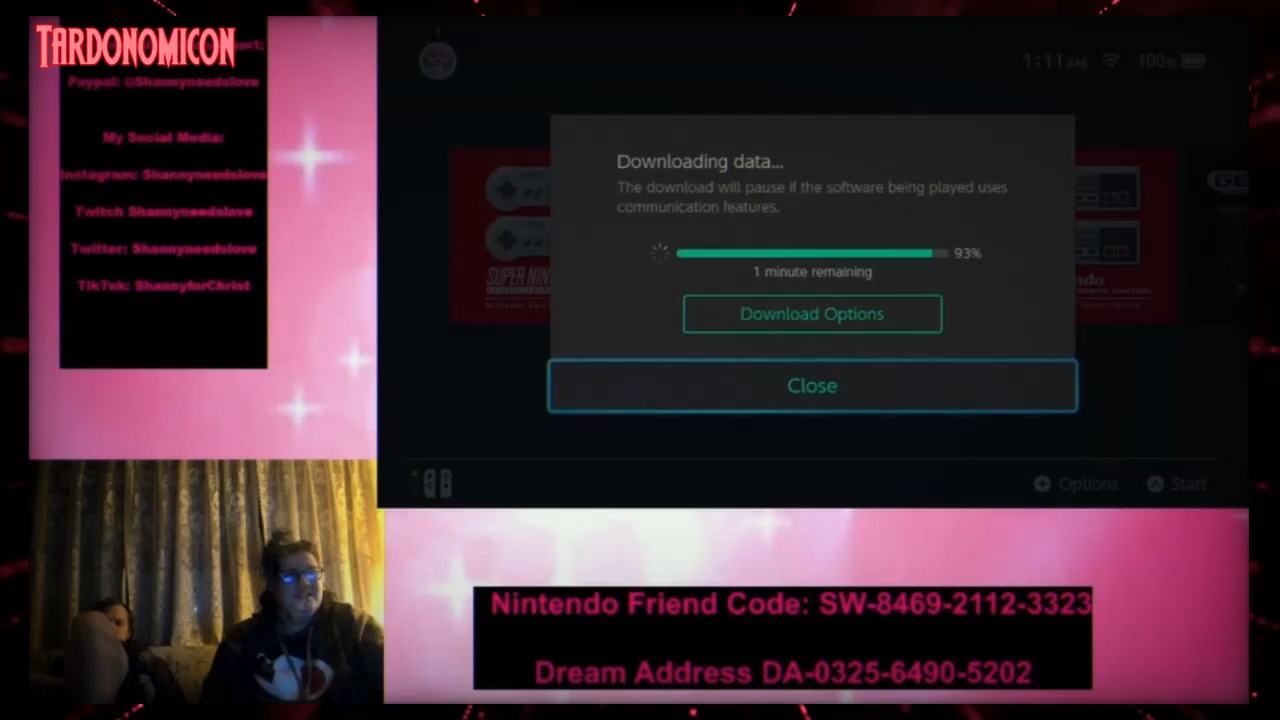 TARDONOMICON
Paypal: @Shannyneedslove
My Social Media:
Instagram: Shannyneedslove
Twitch Shannyneedslove
Twitter: Shannyneedslove
TikTok: ShannyforChrist
1:11 AM 100%
Downloading data...
The download will pause if the software being played uses
communication features.
93%
1 minute remaining
Download Options
Close
SUPER NIN
Options Start
Nintendo Friend Code: SW-8469-2112-3323
Dream Address DA-0325-6490-5202